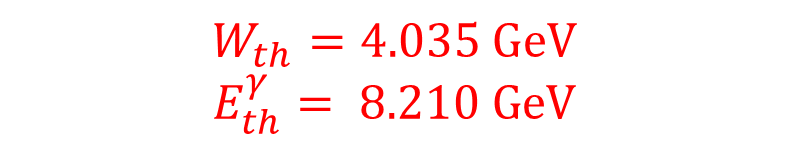 W_th = 4.035 GeV
E_th^γ = 8.210 GeV